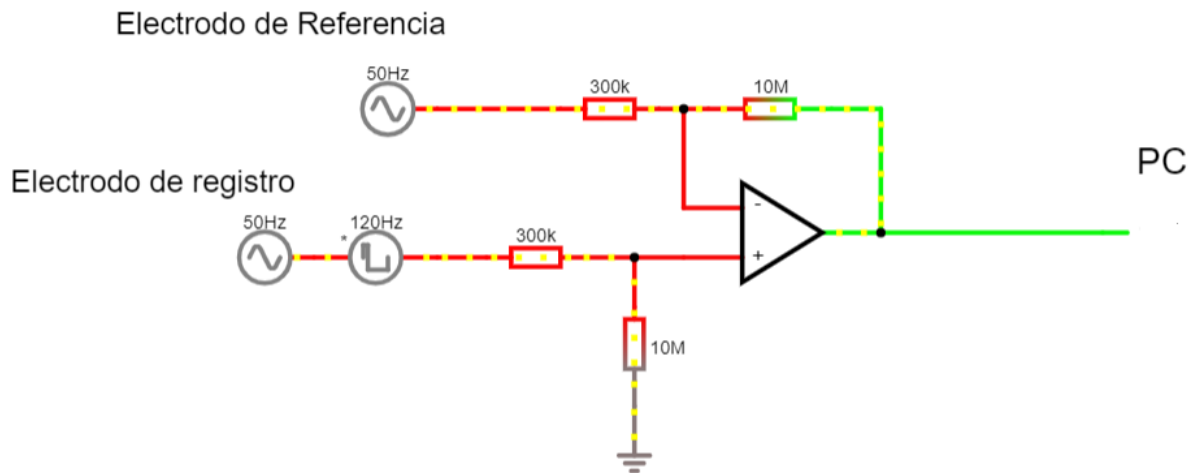 Electrodo de Referencia
50Hz
300k
10M
PC
Electrodo de registro
50Hz
120Hz
*
300k
-
+
10M